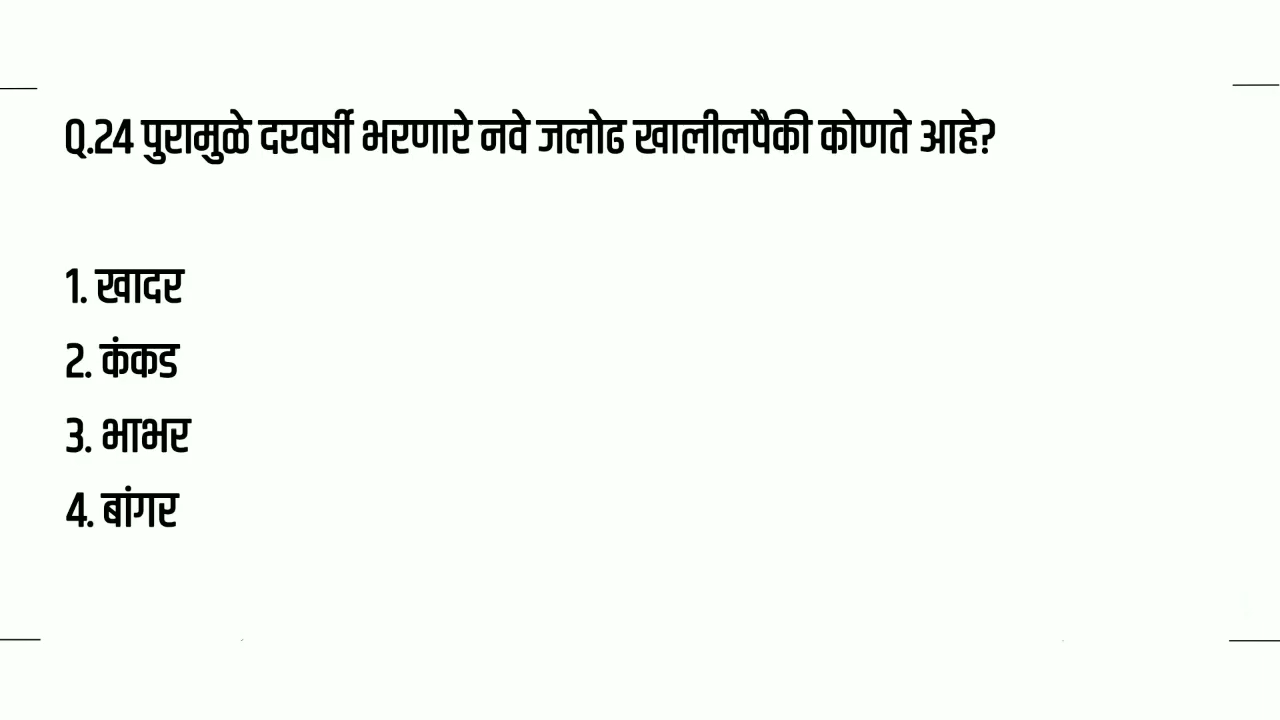 Q.24 पुरामुळे दरवर्षी भरणारे नवे जलोढ खालीलपैकी कोणते आहे?
1. खादर
2. कंकड
3. भाभर
4. बांगर